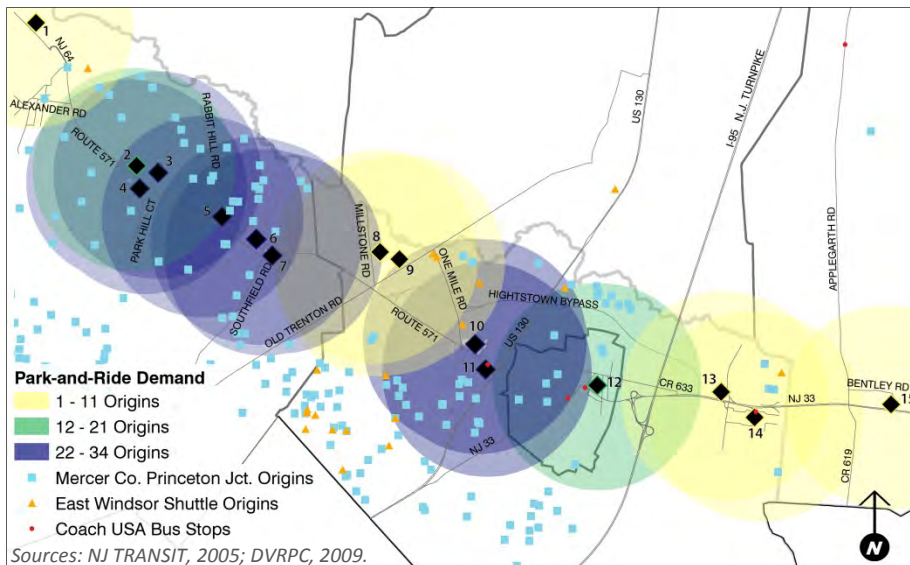 1
NJ 64
ALEXANDER RD
ROUTE 571
RABBIT HILL RD
2
3
4
PARK HILL CT
5
6
7
SOUTHFIELD RD
MILLSTONE RD
8
9
ONE MILE RD
OLD TRENTON RD
ROUTE 571
10
11
US 130
HIGHTSTOWN BYPASS
US 130
I-95 N.J. TURNPIKE
12
CR 633
NJ 33
13
14
NJ 33
APPLEGARTH RD
BENTLEY RD
15
CR 619
Park-and-Ride Demand
1 - 11 Origins
12 - 21 Origins
22 - 34 Origins
Mercer Co. Princeton Jct. Origins
East Windsor Shuttle Origins
Coach USA Bus Stops
Sources: NJ TRANSIT, 2005; DVRPC, 2009.
N